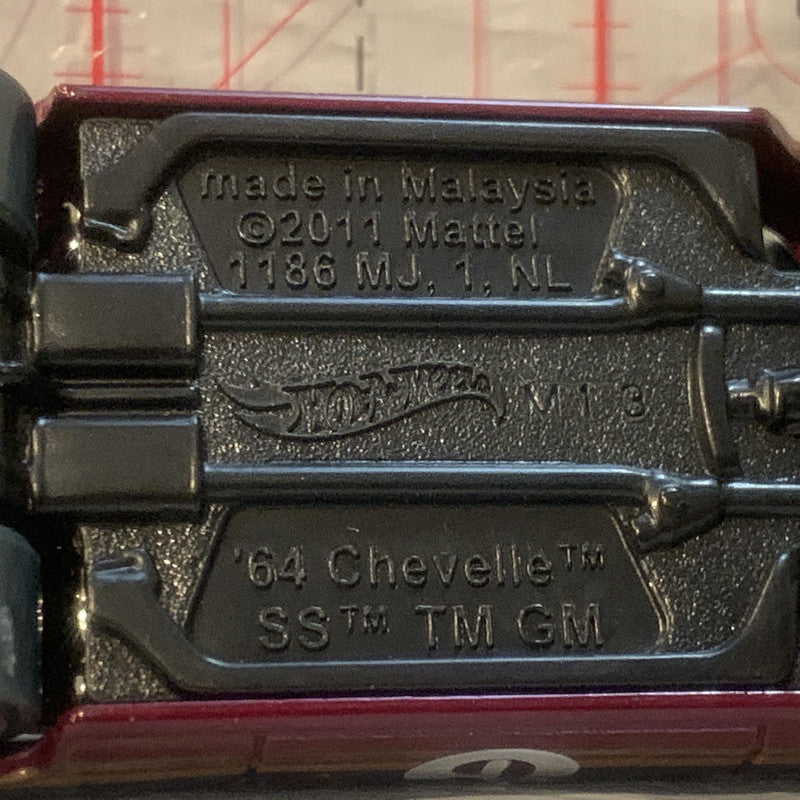 made in Malaysia
©2011 Mattel
1186 MJ, 1, NL
Hot Wheels M13
'64 Chevelle™
SS™ TM GM